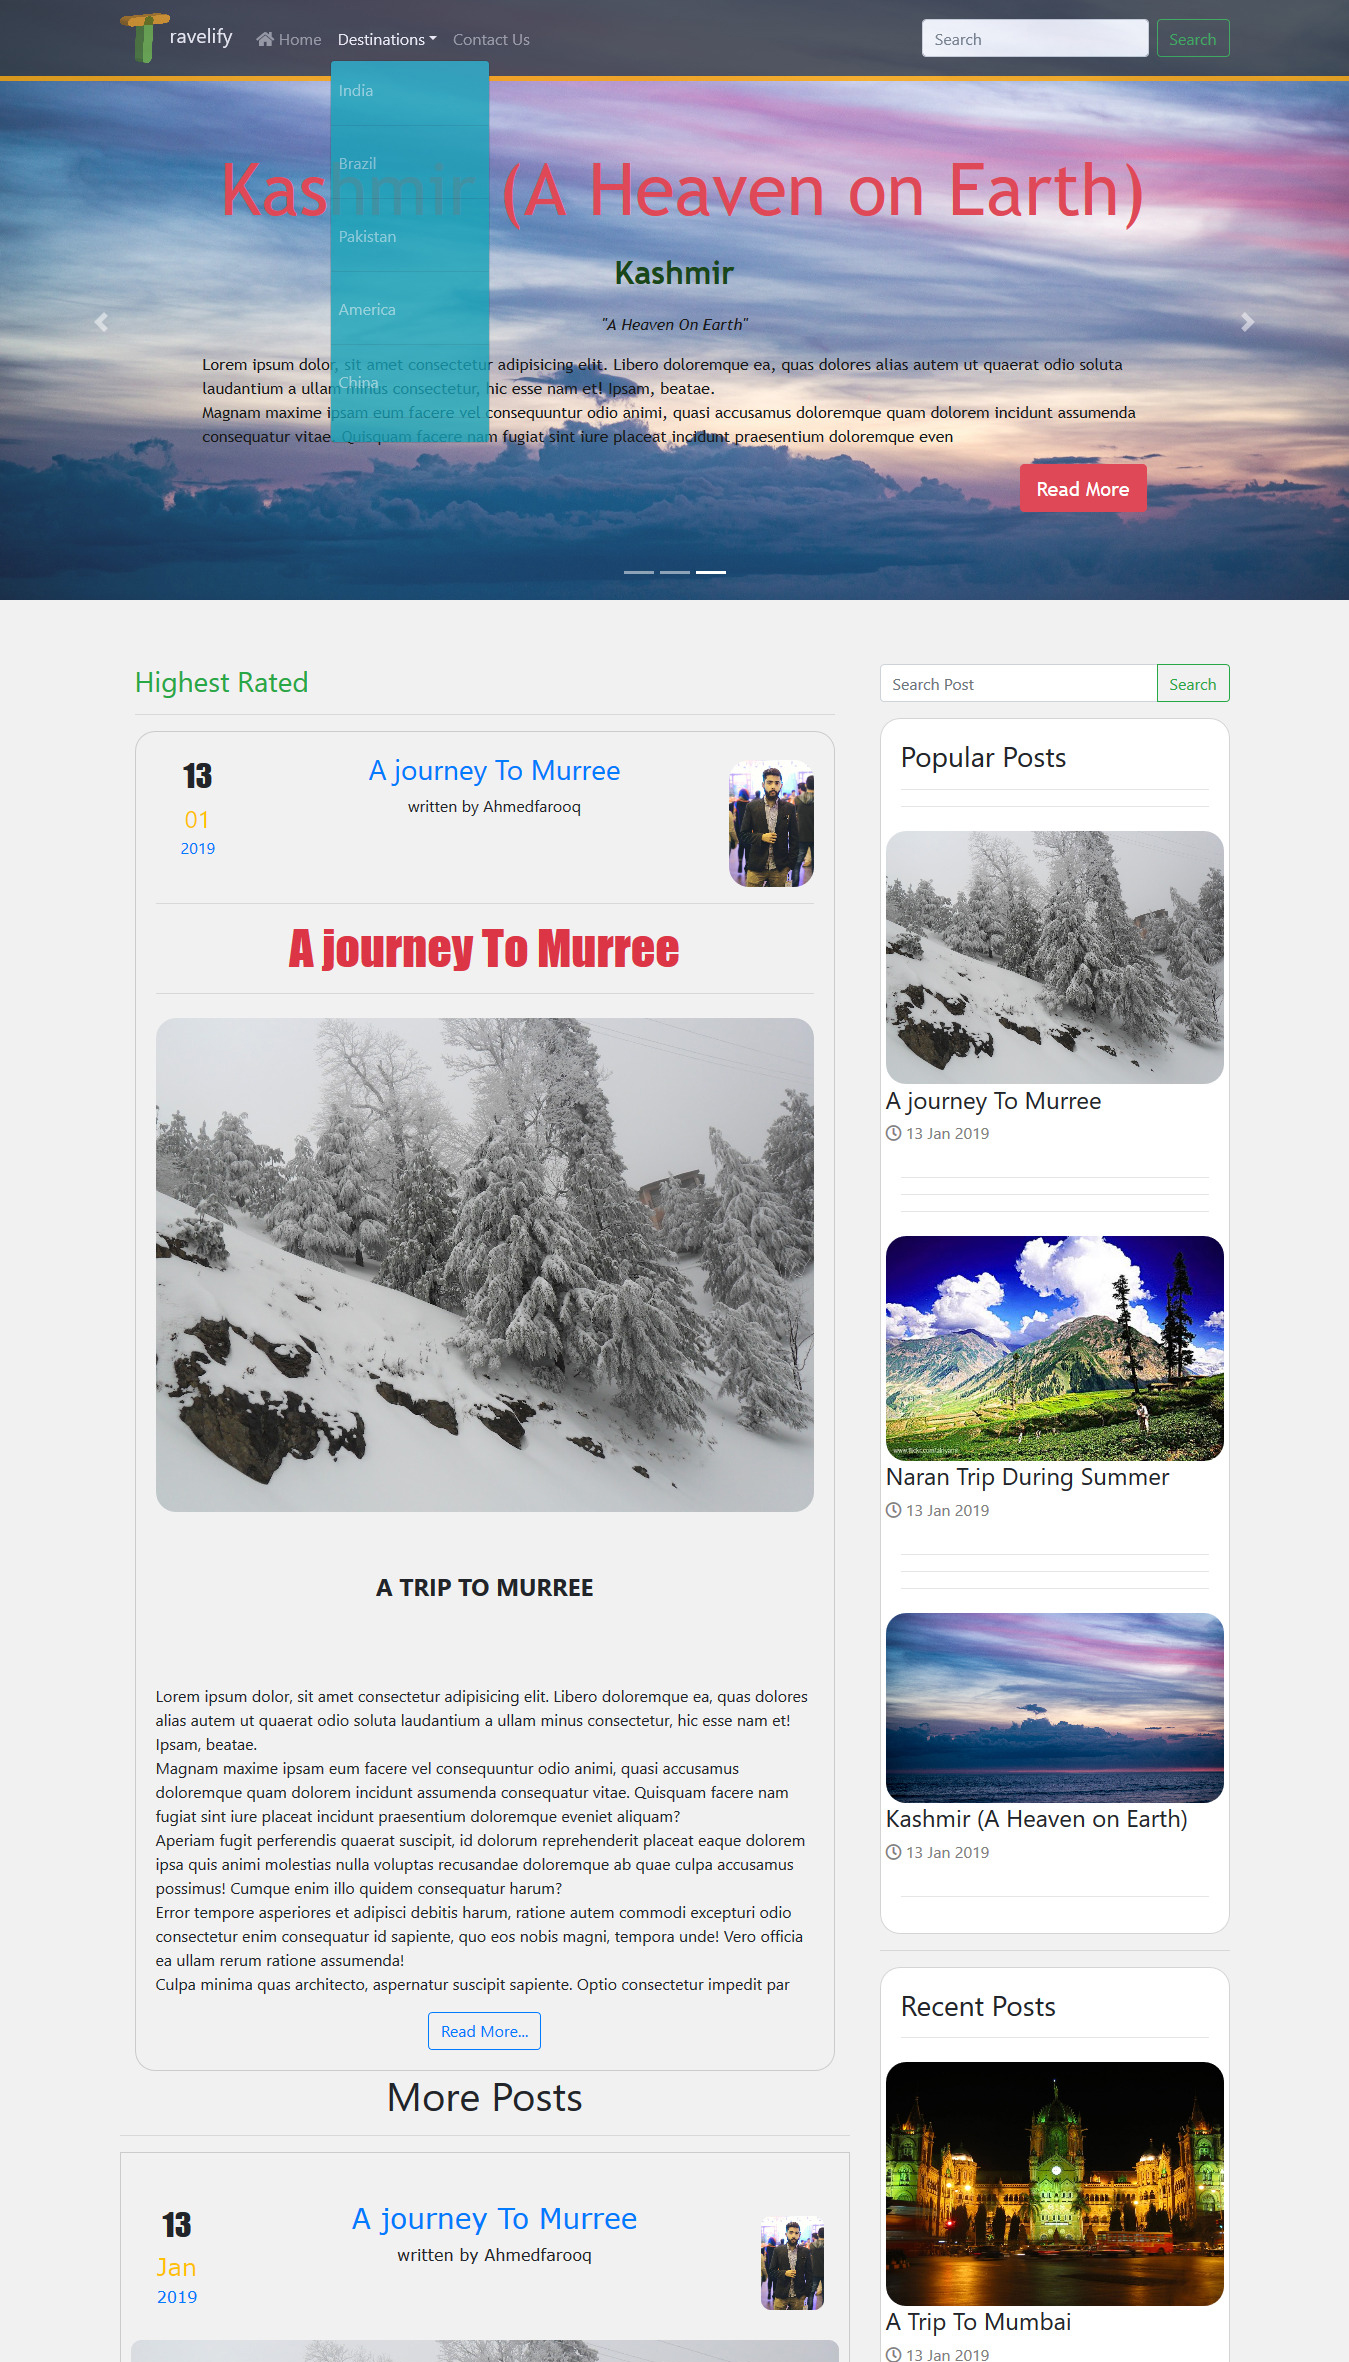 Travelify
Home
Destinations
Contact Us
Search
Search
India
Brazil
Pakistan
America
China
Kashmir (A Heaven on Earth)
Kashmir
"A Heaven On Earth"
Lorem ipsum dolor, sit amet consectetur adipisicing elit. Libero doloremque ea, quas dolores alias autem ut quaerat odio soluta
laudantium a ullam minus consectetur, hic esse nam et! Ipsam, beatae.
Magnam maxime ipsam eum facere vel consequuntur odio animi, quasi accusamus doloremque quam dolorem incidunt assumenda
consequatur vitae. Quisquam facere nam fugiat sint iure placeat incidunt praesentium doloremque even
Read More
Highest Rated
13
01
2019
A journey To Murree
written by Ahmedfarooq
A journey To Murree
A TRIP TO MURREE
Lorem ipsum dolor, sit amet consectetur adipisicing elit. Libero doloremque ea, quas dolores
alias autem ut quaerat odio soluta laudantium a ullam minus consectetur, hic esse nam et!
Ipsam, beatae.
Magnam maxime ipsam eum facere vel consequuntur odio animi, quasi accusamus
doloremque quam dolorem incidunt assumenda consequatur vitae. Quisquam facere nam
fugiat sint iure placeat incidunt praesentium doloremque eveniet aliquam?
Aperiam fugit perferendis quaerat suscipit, id dolorum reprehenderit placeat eaque dolorem
ipsa quis animi molestias nulla voluptas recusandae doloremque ab quae culpa accusamus
possimus! Cumque enim illo quidem consequatur harum?
Error tempore asperiores et adipisci debitis harum, ratione autem commodi excepturi odio
consectetur enim consequatur id sapiente, quo eos nobis magni, tempora unde! Vero officia
ea ullam rerum ratione assumenda!
Culpa minima quas architecto, aspernatur suscipit sapiente. Optio consectetur impedit par
Read More...
More Posts
13
Jan
2019
A journey To Murree
written by Ahmedfarooq
Search Post
Search
Popular Posts
A journey To Murree
13 Jan 2019
Naran Trip During Summer
13 Jan 2019
Kashmir (A Heaven on Earth)
13 Jan 2019
Recent Posts
A Trip To Mumbai
13 Jan 2019